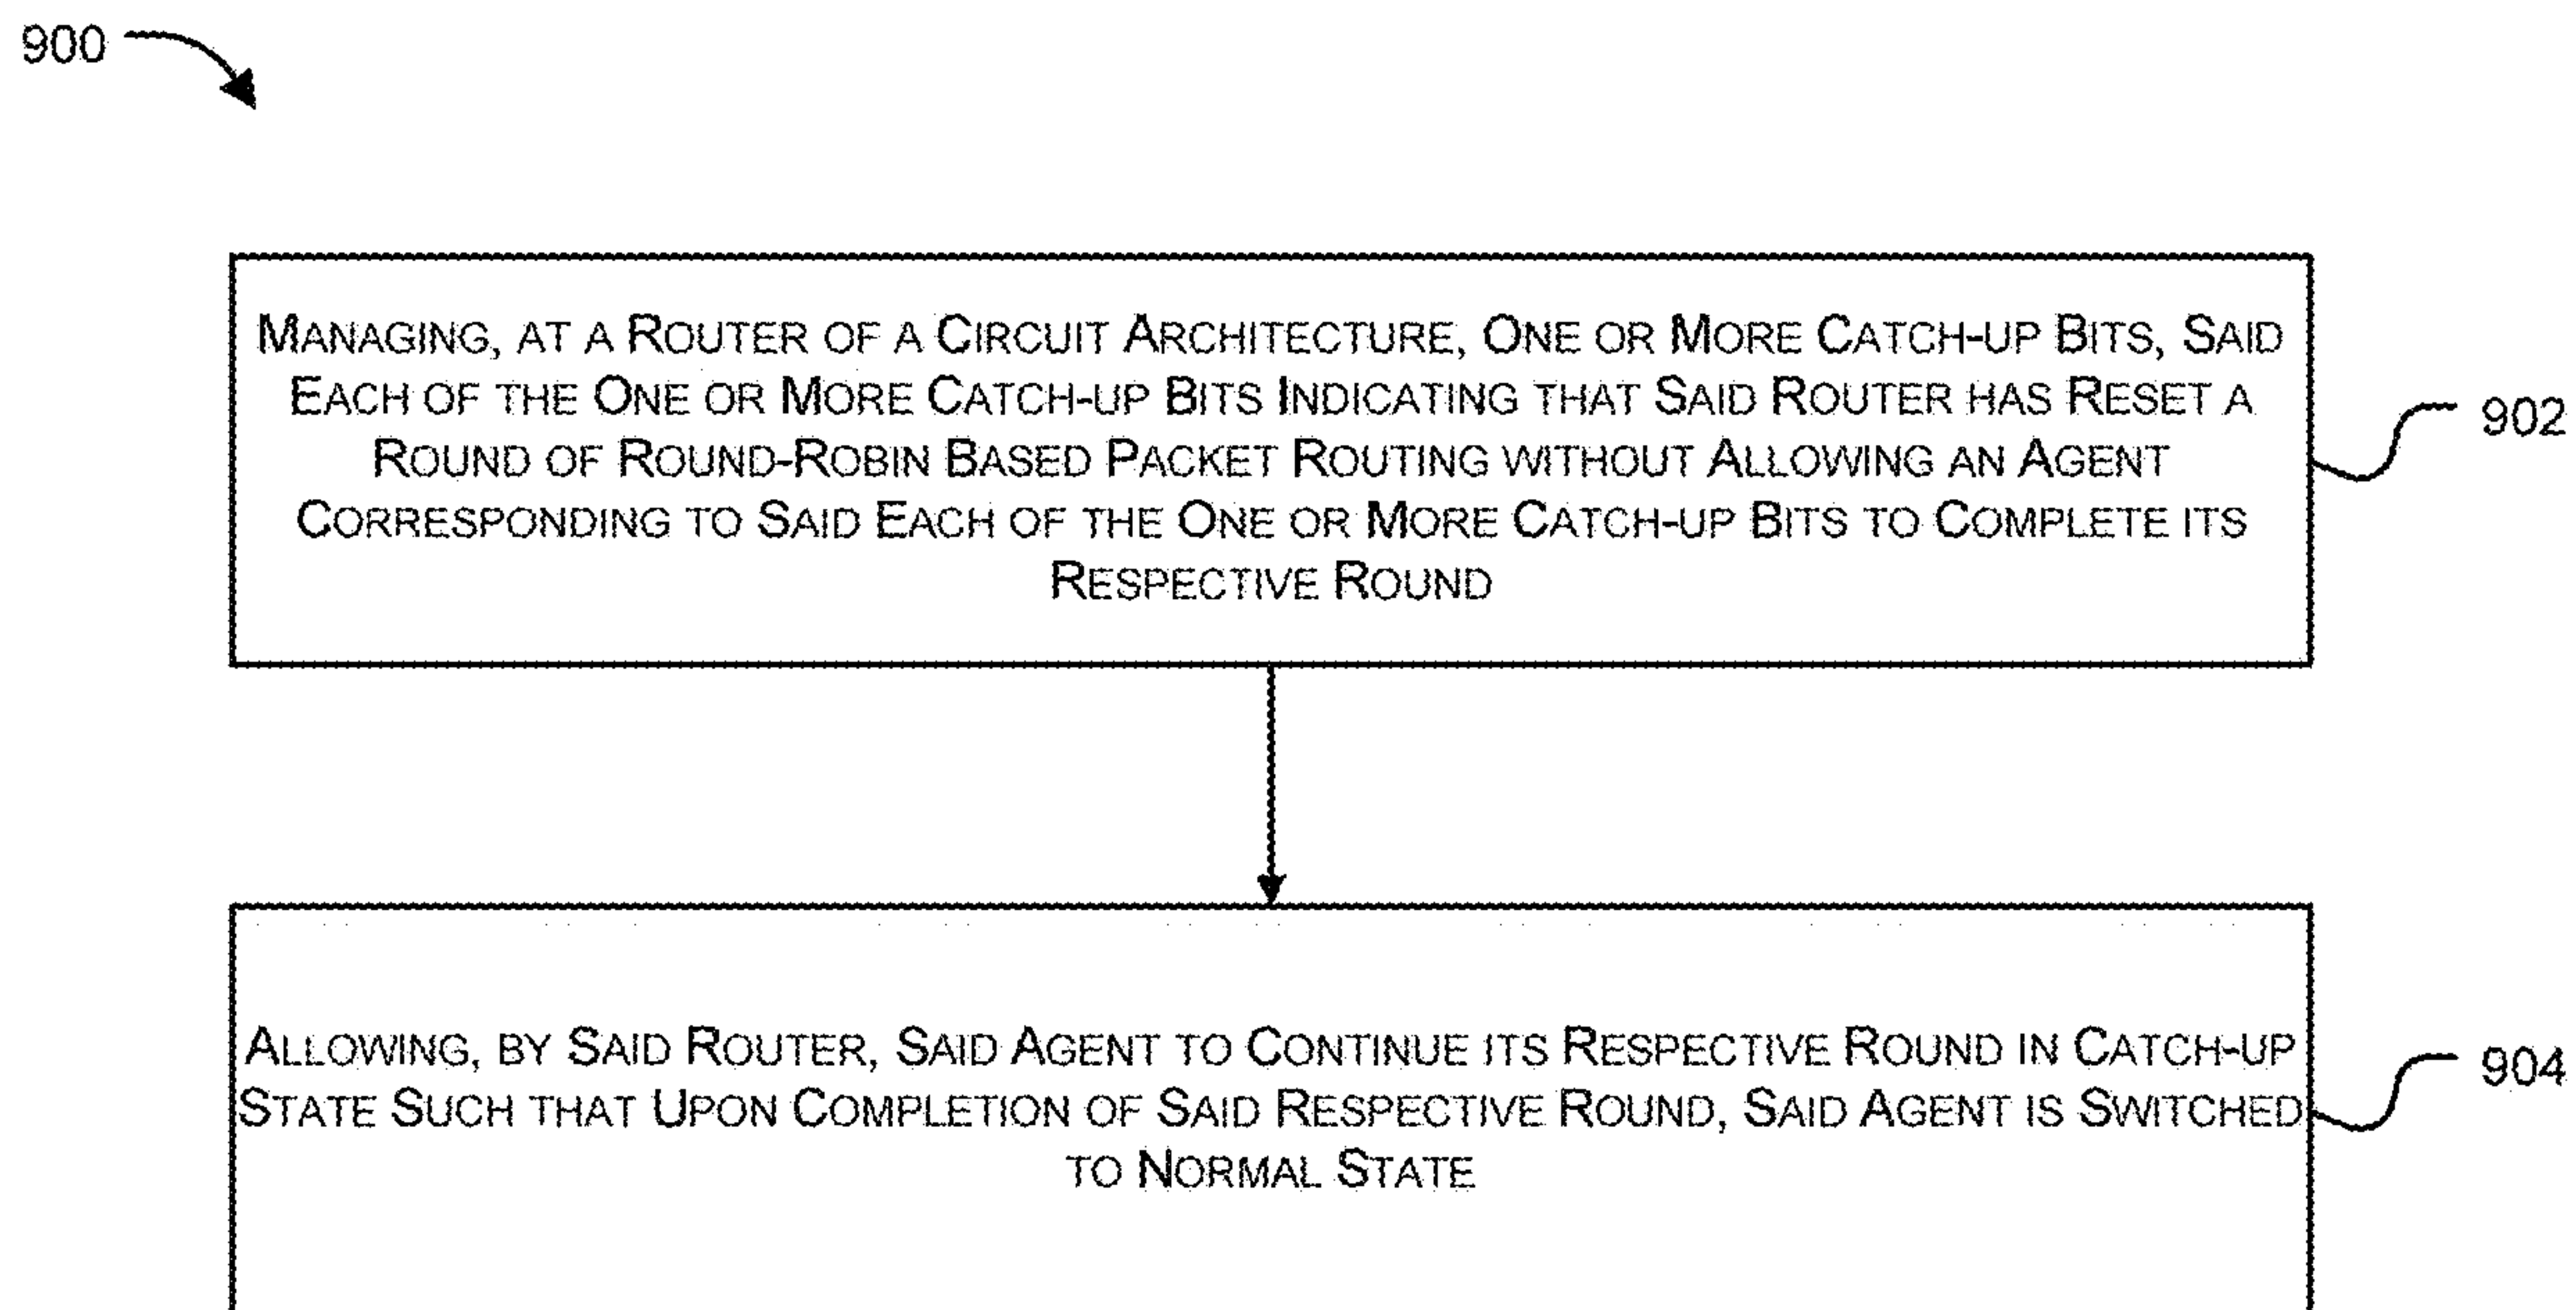 900
MANAGING, AT A ROUTER OF A CIRCUIT ARCHITECTURE, ONE OR MORE CATCH-UP BITS, SAID
EACH OF THE ONE OR MORE CATCH-UP BITS INDICATING THAT SAID ROUTER HAS RESET A
ROUND OF ROUND-ROBIN BASED PACKET ROUTING WITHOUT ALLOWING AN AGENT
CORRESPONDING TO SAID EACH OF THE ONE OR MORE CATCH-UP BITS TO COMPLETE ITS
RESPECTIVE ROUND
902
ALLOWING, BY SAID ROUTER, SAID AGENT TO CONTINUE ITS RESPECTIVE ROUND IN CATCH-UP
STATE SUCH THAT UPON COMPLETION OF SAID RESPECTIVE ROUND, SAID AGENT IS SWITCHED
TO NORMAL STATE
904